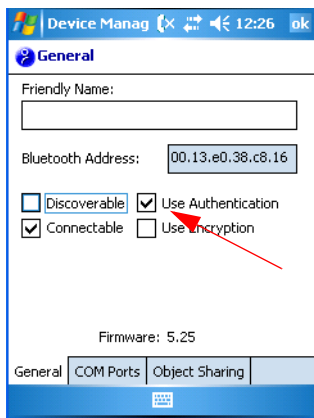 Device Manag 12:26 ok
General
Friendly Name:
Bluetooth Address: 00.13.e0.38.c8.16
Discoverable Use Authentication
Connectable Use Encryption
Firmware: 5.25
General COM Ports Object Sharing